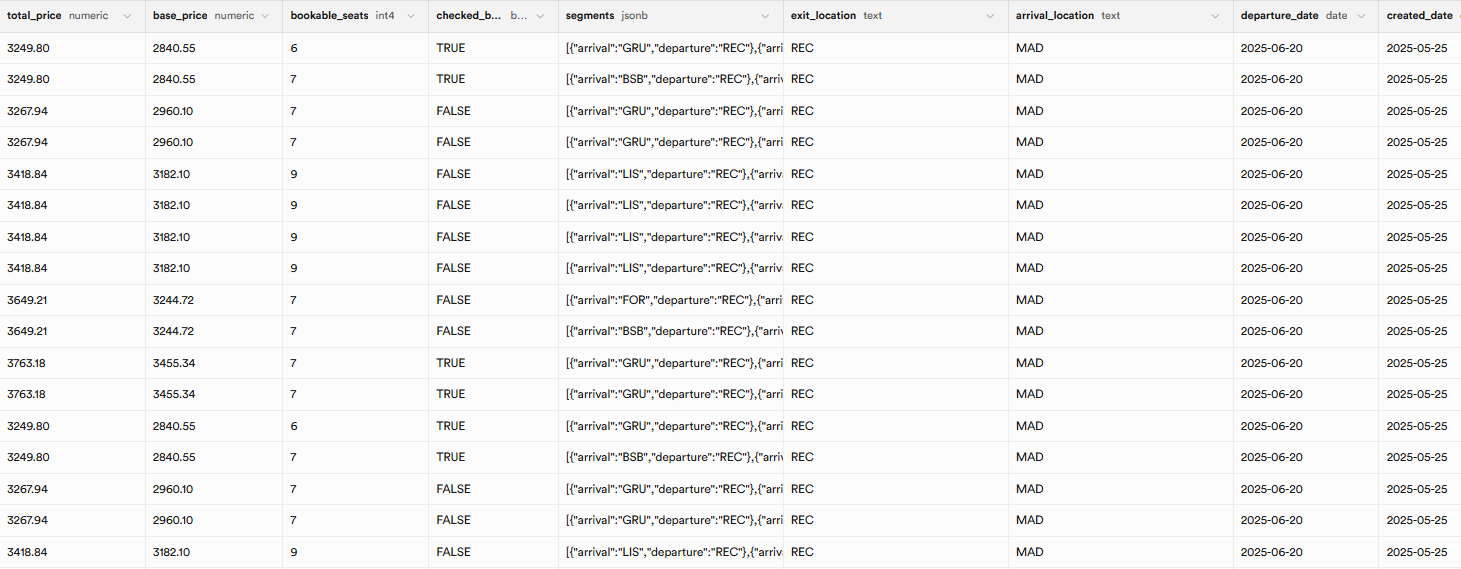 total_price numeric base_price numeric bookable_seats int4 checked_b... b... segments jsonb exit_location text arrival_location text departure_date date created_date
3249.80 2840.55 6 TRUE [{"arrival":"GRU","departure":"REC"},{"arri REC MAD 2025-06-20 2025-05-25
3249.80 2840.55 7 TRUE [{"arrival":"BSB","departure":"REC"},{"arriv REC MAD 2025-06-20 2025-05-25
3267.94 2960.10 7 FALSE [{"arrival":"GRU","departure":"REC"},{"arri REC MAD 2025-06-20 2025-05-25
3267.94 2960.10 7 FALSE [{"arrival":"GRU","departure":"REC"},{"arri REC MAD 2025-06-20 2025-05-25
3418.84 3182.10 9 FALSE [{"arrival":"LIS","departure":"REC"},{"arriv REC MAD 2025-06-20 2025-05-25
3418.84 3182.10 9 FALSE [{"arrival":"LIS","departure":"REC"},{"arriv REC MAD 2025-06-20 2025-05-25
3418.84 3182.10 9 FALSE [{"arrival":"LIS","departure":"REC"},{"arriv REC MAD 2025-06-20 2025-05-25
3418.84 3182.10 9 FALSE [{"arrival":"LIS","departure":"REC"},{"arriv REC MAD 2025-06-20 2025-05-25
3649.21 3244.72 7 FALSE [{"arrival":"FOR","departure":"REC"},{"arri REC MAD 2025-06-20 2025-05-25
3649.21 3244.72 7 FALSE [{"arrival":"BSB","departure":"REC"},{"arriv REC MAD 2025-06-20 2025-05-25
3763.18 3455.34 7 TRUE [{"arrival":"GRU","departure":"REC"},{"arri REC MAD 2025-06-20 2025-05-25
3763.18 3455.34 7 TRUE [{"arrival":"GRU","departure":"REC"},{"arri REC MAD 2025-06-20 2025-05-25
3249.80 2840.55 6 TRUE [{"arrival":"GRU","departure":"REC"},{"arri REC MAD 2025-06-20 2025-05-25
3249.80 2840.55 7 TRUE [{"arrival":"BSB","departure":"REC"},{"arriv REC MAD 2025-06-20 2025-05-25
3267.94 2960.10 7 FALSE [{"arrival":"GRU","departure":"REC"},{"arri REC MAD 2025-06-20 2025-05-25
3267.94 2960.10 7 FALSE [{"arrival":"GRU","departure":"REC"},{"arri REC MAD 2025-06-20 2025-05-25
3418.84 3182.10 9 FALSE [{"arrival":"LIS","departure":"REC"},{"arriv REC MAD 2025-06-20 2025-05-25